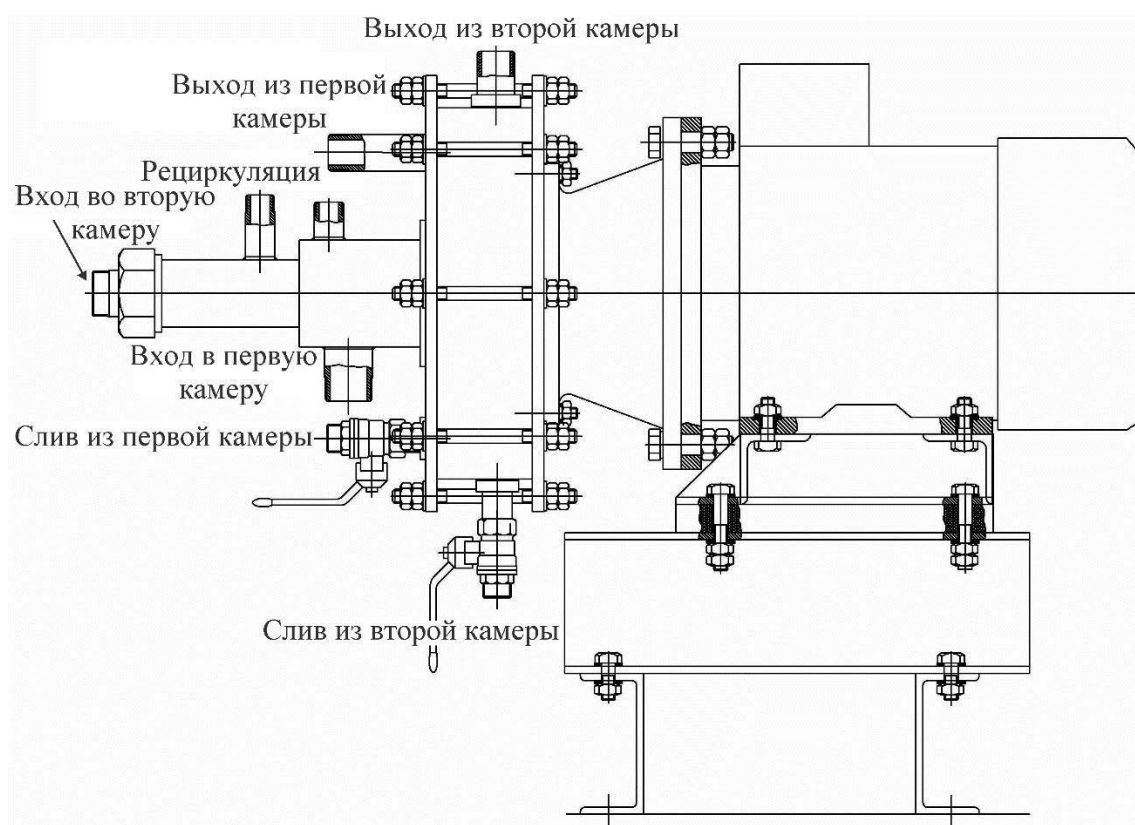 Выход из второй камеры
Выход из первой
камеры
Рециркуляция
Вход во вторую
камеру
Вход в первую
камеру
Слив из первой камеры
Слив из второй камеры